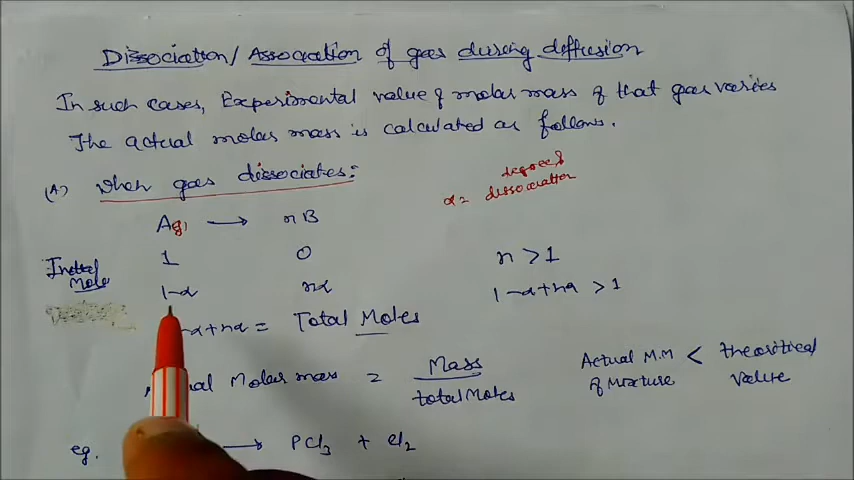 Dissociation/ Association of gas during diffusion
In such cases, Experimental value of molar mass of that gas varies
The actual molar mass is calculated as follows.
(A) when gas dissociates:
α = degree of dissociation
A(g) → nB
Initial Mole 1 0 n > 1
1-α nα 1-α+nα > 1
-α+nα = Total Moles
Molar mass = Mass / total Moles
Actual M.M of Mixture < theoritical value
eg. → PCl3 + Cl2